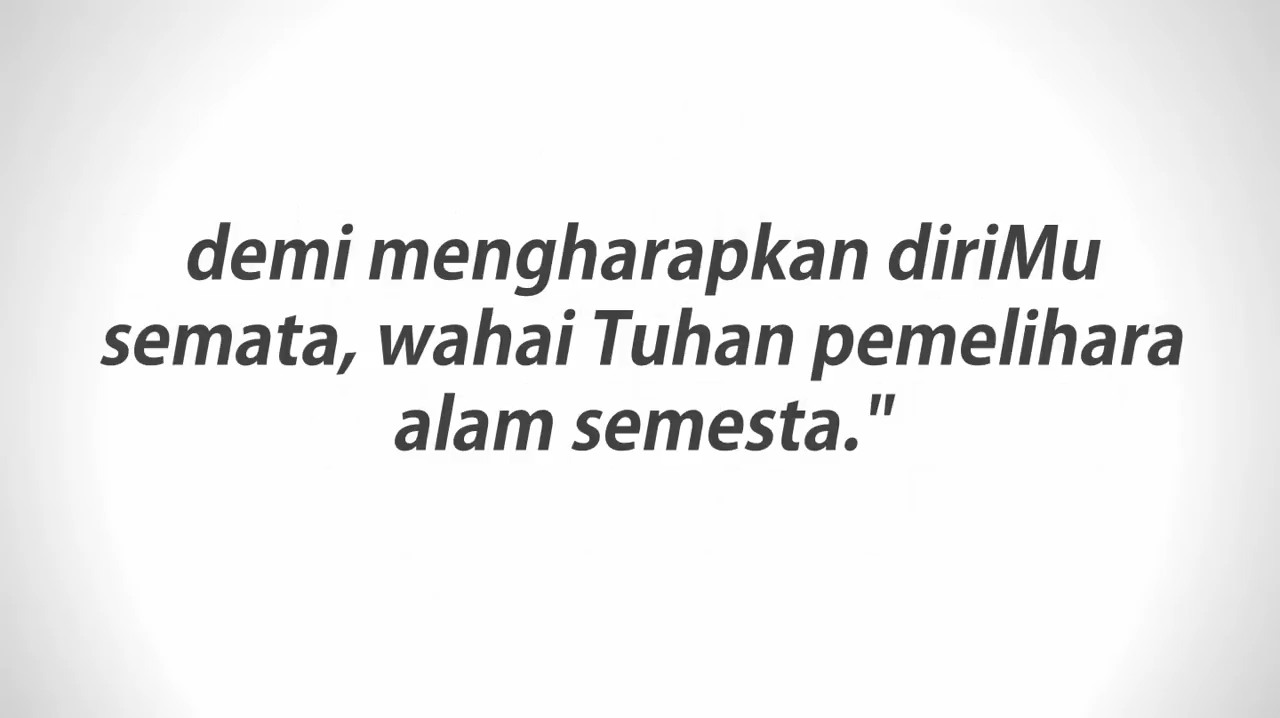 demi mengharapkan diriMu
semata, wahai Tuhan pemelihara
alam semesta."